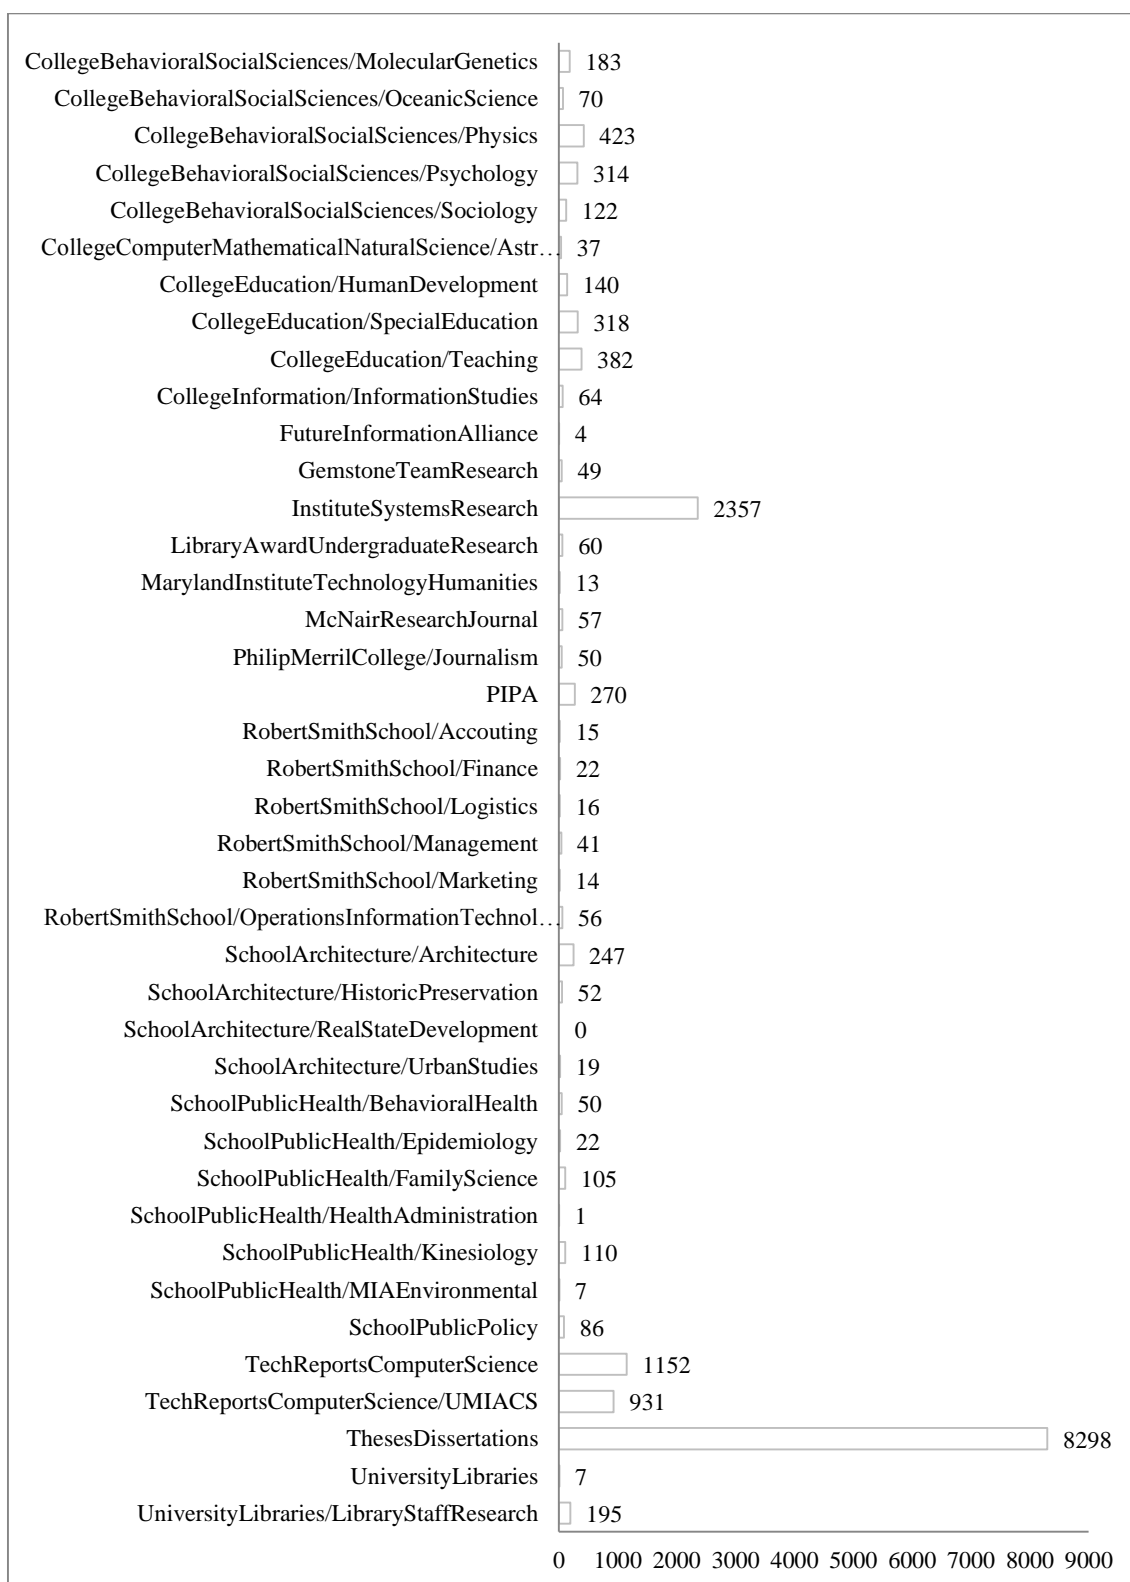 CollegeBehavioralSocialSciences/MolecularGenetics 183
CollegeBehavioralSocialSciences/OceanicScience 70
CollegeBehavioralSocialSciences/Physics 423
CollegeBehavioralSocialSciences/Psychology 314
CollegeBehavioralSocialSciences/Sociology 122
CollegeComputerMathematicalNaturalScience/Astr… 37
CollegeEducation/HumanDevelopment 140
CollegeEducation/SpecialEducation 318
CollegeEducation/Teaching 382
CollegeInformation/InformationStudies 64
FutureInformationAlliance 4
GemstoneTeamResearch 49
InstituteSystemsResearch 2357
LibraryAwardUndergraduateResearch 60
MarylandInstituteTechnologyHumanities 13
McNairResearchJournal 57
PhilipMerrilCollege/Journalism 50
PIPA 270
RobertSmithSchool/Accouting 15
RobertSmithSchool/Finance 22
RobertSmithSchool/Logistics 16
RobertSmithSchool/Management 41
RobertSmithSchool/Marketing 14
RobertSmithSchool/OperationsInformationTechnol… 56
SchoolArchitecture/Architecture 247
SchoolArchitecture/HistoricPreservation 52
SchoolArchitecture/RealStateDevelopment 0
SchoolArchitecture/UrbanStudies 19
SchoolPublicHealth/BehavioralHealth 50
SchoolPublicHealth/Epidemiology 22
SchoolPublicHealth/FamilyScience 105
SchoolPublicHealth/HealthAdministration 1
SchoolPublicHealth/Kinesiology 110
SchoolPublicHealth/MIAEnvironmental 7
SchoolPublicPolicy 86
TechReportsComputerScience 1152
TechReportsComputerScience/UMIACS 931
ThesesDissertations 8298
UniversityLibraries 7
UniversityLibraries/LibraryStaffResearch 195
0 1000 2000 3000 4000 5000 6000 7000 8000 9000